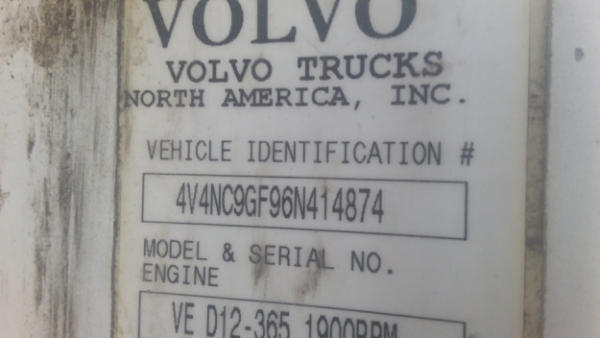 VOLVO
VOLVO TRUCKS
NORTH AMERICA, INC.
VEHICLE IDENTIFICATION #
4V4NC9GF96N414874
MODEL & SERIAL NO.
ENGINE
VE D12-365 1900RPM